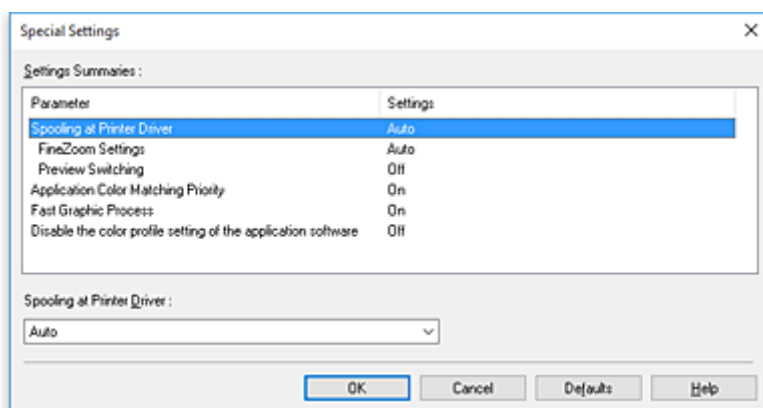 Special Settings
Settings Summaries :
Parameter Settings
Spooling at Printer Driver Auto
FineZoom Settings Auto
Preview Switching Off
Application Color Matching Priority On
Fast Graphic Process On
Disable the color profile setting of the application software Off
Spooling at Printer Driver :
Auto
OK Cancel Defaults Help